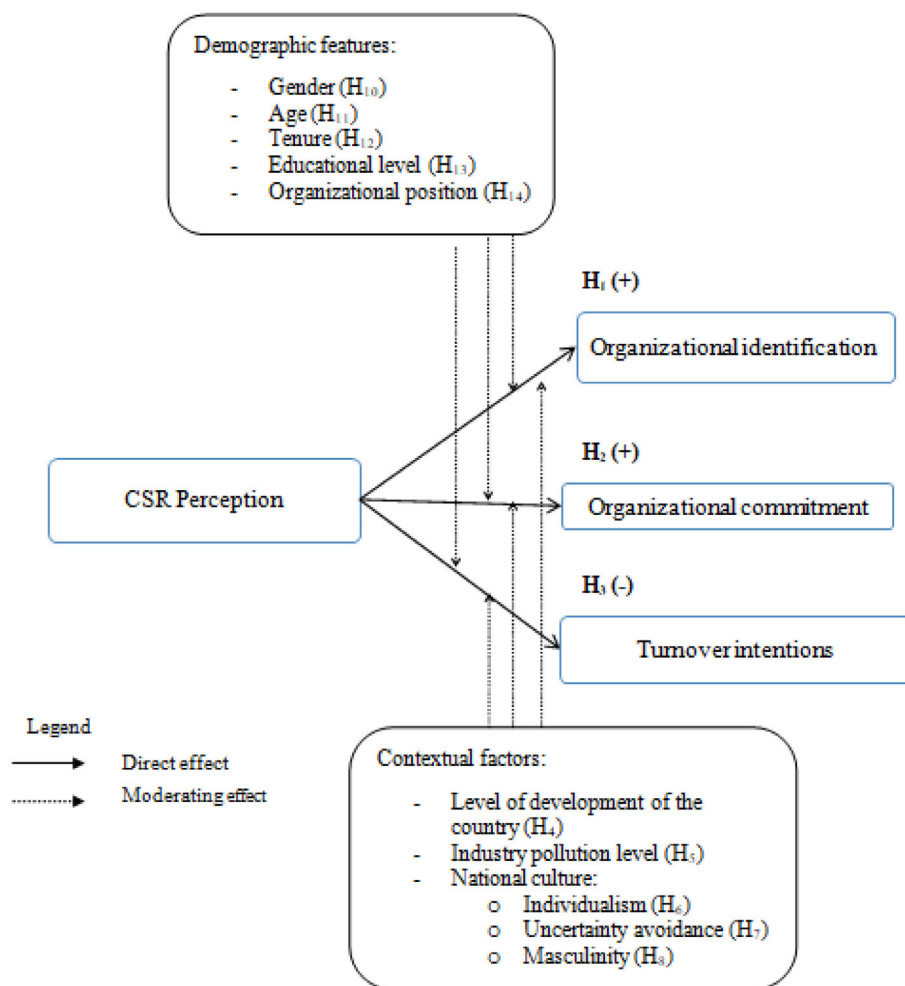 Demographic features:
- Gender (H₁₀)
- Age (H₁₁)
- Tenure (H₁₂)
- Educational level (H₁₃)
- Organizational position (H₁₄)
H₁ (+)
Organizational identification
H₂ (+)
CSR Perception
Organizational commitment
H₃ (-)
Turnover intentions
Legend
Direct effect
Moderating effect
Contextual factors:
- Level of development of the
country (H₄)
- Industry pollution level (H₅)
- National culture:
o Individualism (H₆)
o Uncertainty avoidance (H₇)
o Masculinity (H₈)